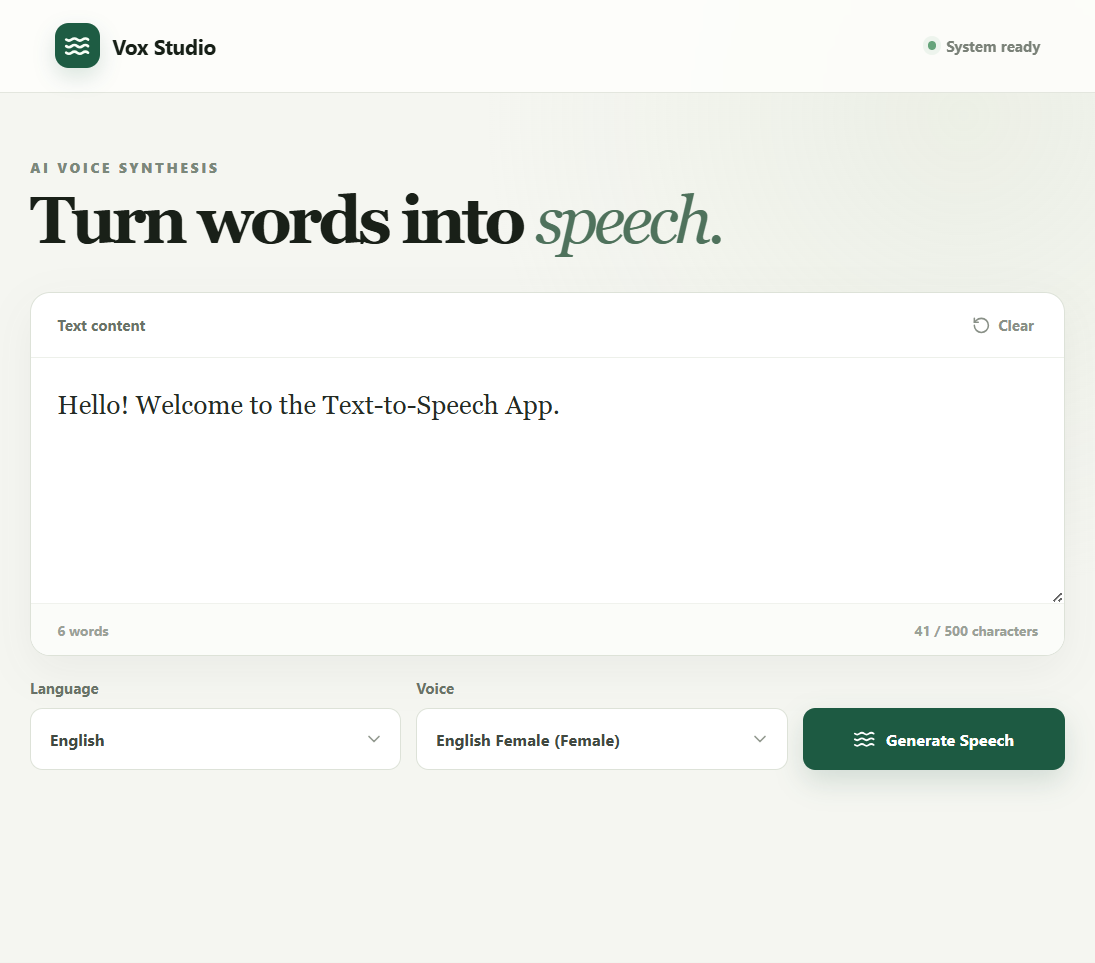 Vox Studio
System ready
AI VOICE SYNTHESIS
Turn words into speech.
Text content
Clear
Hello! Welcome to the Text-to-Speech App.
6 words
41 / 500 characters
Language
Voice
English
English Female (Female)
Generate Speech